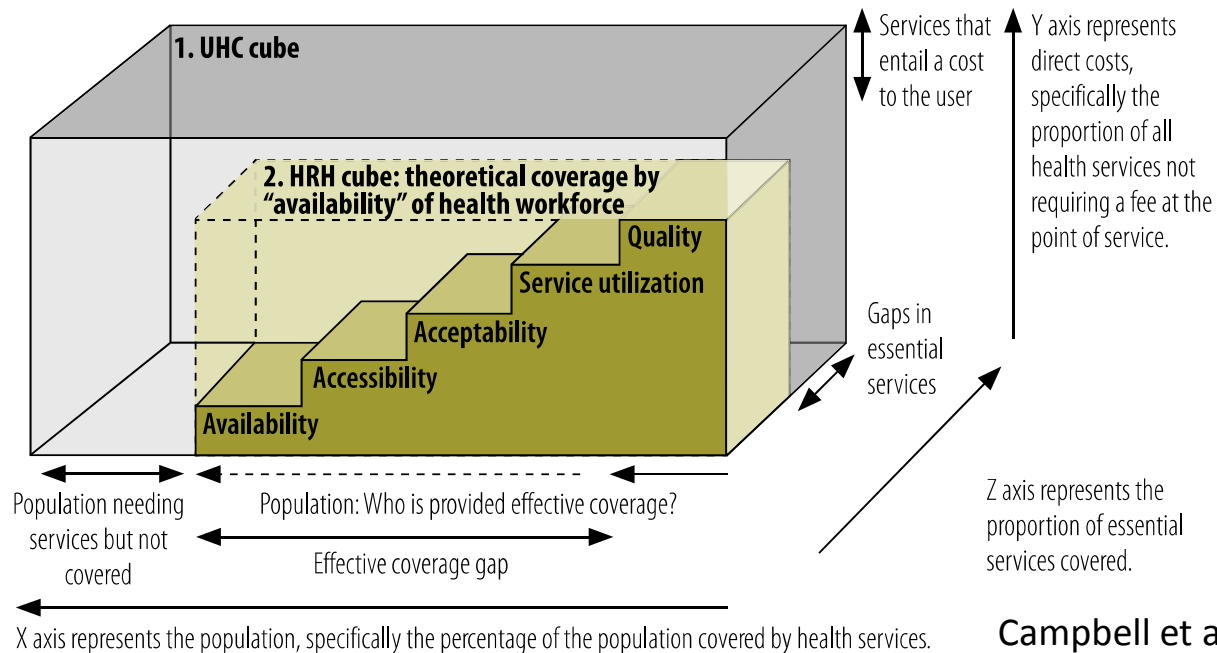 1. UHC cube
2. HRH cube: theoretical coverage by
“availability” of health workforce
Quality
Service utilization
Acceptability
Accessibility
Availability
Services that
entail a cost
to the user
Y axis represents
direct costs,
specifically the
proportion of all
health services not
requiring a fee at the
point of service.
Gaps in
essential
services
Z axis represents the
proportion of essential
services covered.
Population needing
services but not
covered
Population: Who is provided effective coverage?
Effective coverage gap
X axis represents the population, specifically the percentage of the population covered by health services.
Campbell et a